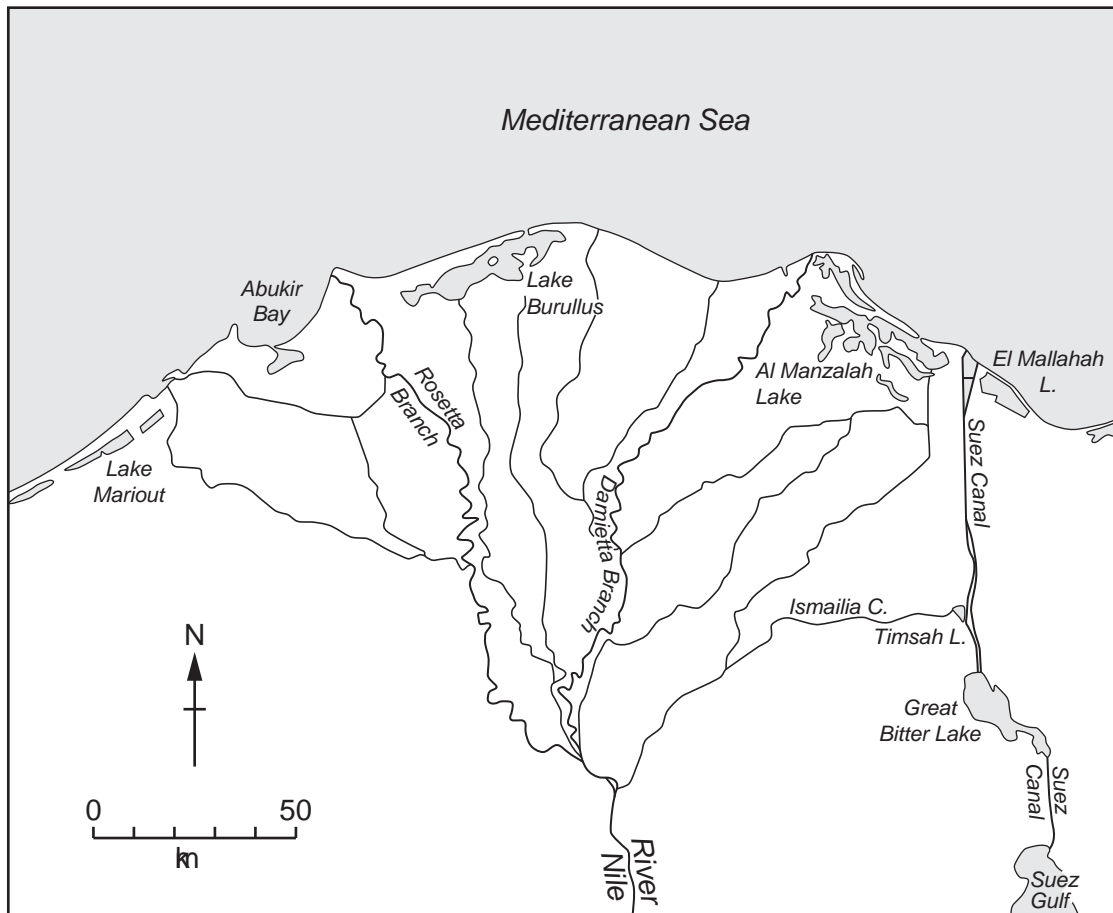 Mediterranean Sea
Abukir
Bay
Lake
Burullus
El Mallahah
L.
Al Manzalah
Lake
Rosetta
Branch
Suez Canal
Lake
Mariout
Damietta Branch
Ismailia C.
Timsah L.
N
Great
Bitter Lake
Suez
Canal
0 50
km
River
Nile
Suez
Gulf